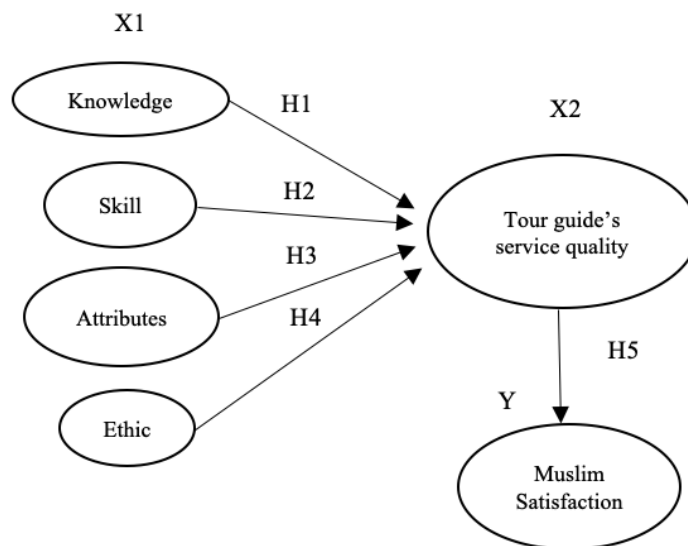 X1
Knowledge
H1
X2
Skill
H2
Tour guide's
service quality
Attributes
H3
H4
Ethic
H5
Y
Muslim
Satisfaction